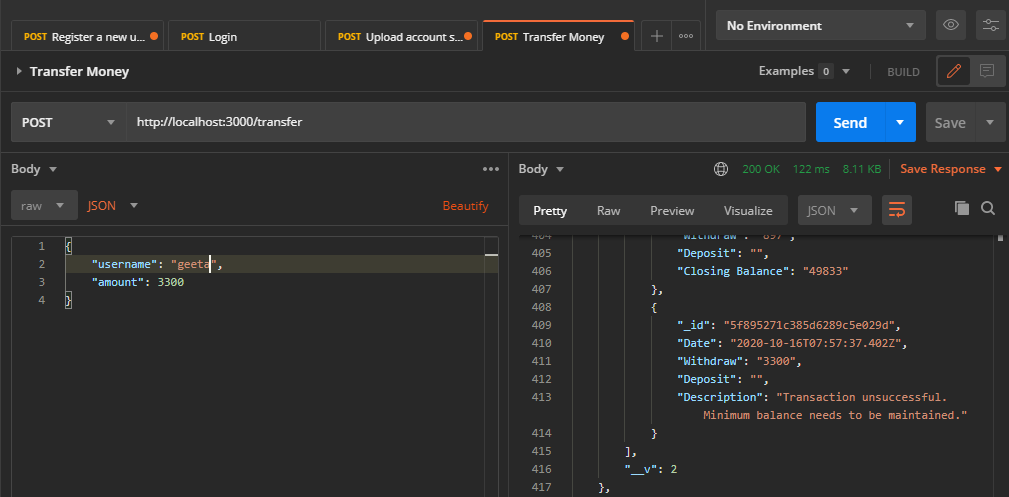 POST Register a new u... POST Login POST Upload account s... POST Transfer Money No Environment
Transfer Money Examples 0 BUILD
POST http://localhost:3000/transfer Send Save
Body
raw JSON Beautify
1 {
2 "username": "geeta",
3 "amount": 3300
4 }
Body 200 OK 122 ms 8.11 KB Save Response
Pretty Raw Preview Visualize JSON
404 "Withdraw": "897",
405 "Deposit": "",
406 "Closing Balance": "49833"
407 },
408 {
409 "_id": "5f895271c385d6289c5e029d",
410 "Date": "2020-10-16T07:57:37.402Z",
411 "Withdraw": "3300",
412 "Deposit": "",
413 "Description": "Transaction unsuccessful.
Minimum balance needs to be maintained."
414 }
415 ],
416 "__v": 2
417 },